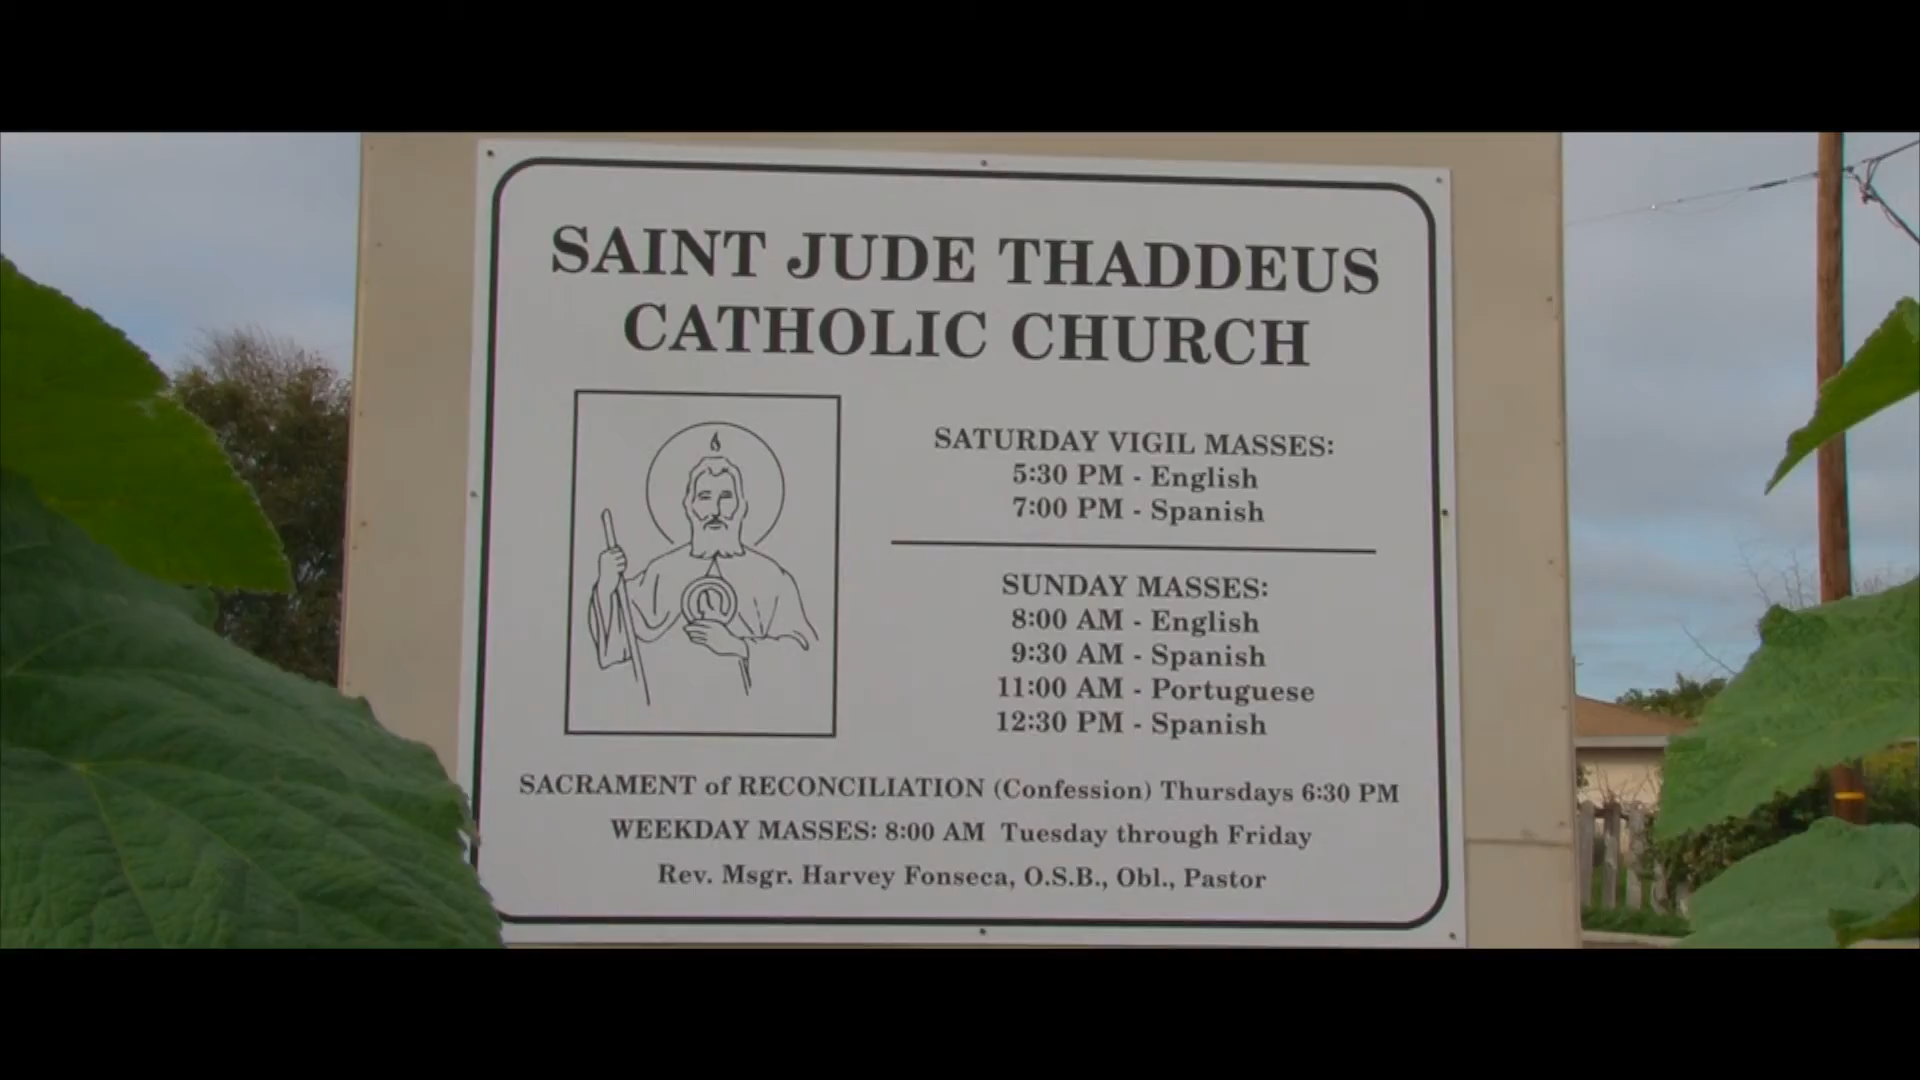 SAINT JUDE THADDEUS
CATHOLIC CHURCH
SATURDAY VIGIL MASSES:
5:30 PM - English
7:00 PM - Spanish
SUNDAY MASSES:
8:00 AM - English
9:30 AM - Spanish
11:00 AM - Portuguese
12:30 PM - Spanish
SACRAMENT of RECONCILIATION (Confession) Thursdays 6:30 PM
WEEKDAY MASSES: 8:00 AM Tuesday through Friday
Rev. Msgr. Harvey Fonseca, O.S.B., Obl., Pastor